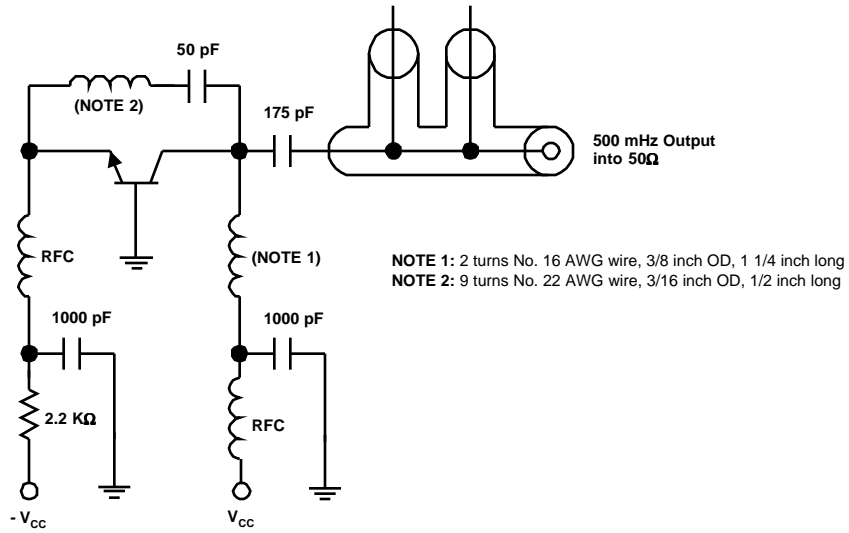 50 pF
(NOTE 2)
175 pF
500 mHz Output
into 50Ω
RFC
(NOTE 1)
NOTE 1: 2 turns No. 16 AWG wire, 3/8 inch OD, 1 1/4 inch long
NOTE 2: 9 turns No. 22 AWG wire, 3/16 inch OD, 1/2 inch long
1000 pF
1000 pF
2.2 KΩ
RFC
- VCC
VCC